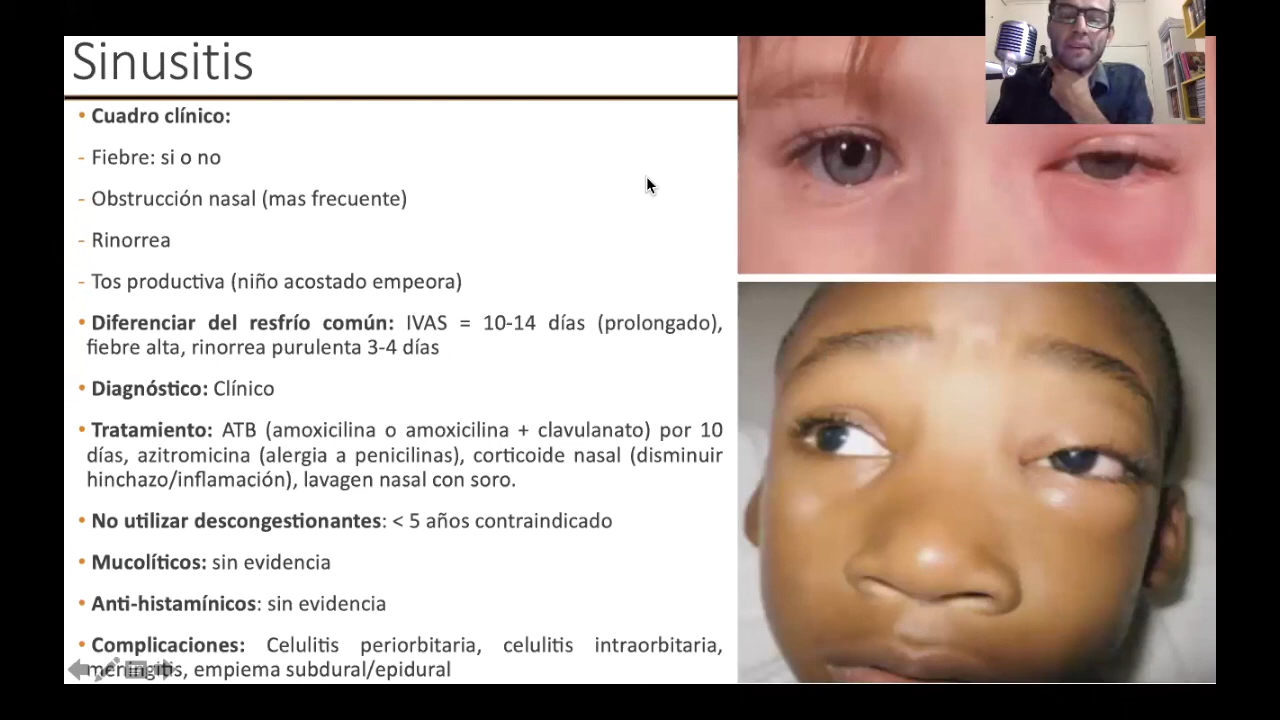 Sinusitis
• Cuadro clínico:
- Fiebre: si o no
- Obstrucción nasal (mas frecuente)
- Rinorrea
- Tos productiva (niño acostado empeora)
• Diferenciar del resfrío común: IVAS = 10-14 días (prolongado),
fiebre alta, rinorrea purulenta 3-4 días
• Diagnóstico: Clínico
• Tratamiento: ATB (amoxicilina o amoxicilina + clavulanato) por 10
días, azitromicina (alergia a penicilinas), corticoide nasal (disminuir
hinchazo/inflamación), lavagen nasal con soro.
• No utilizar descongestionantes: < 5 años contraindicado
• Mucolíticos: sin evidencia
• Anti-histamínicos: sin evidencia
• Complicaciones: Celulitis periorbitaria, celulitis intraorbitaria,
meningitis, empiema subdural/epidural